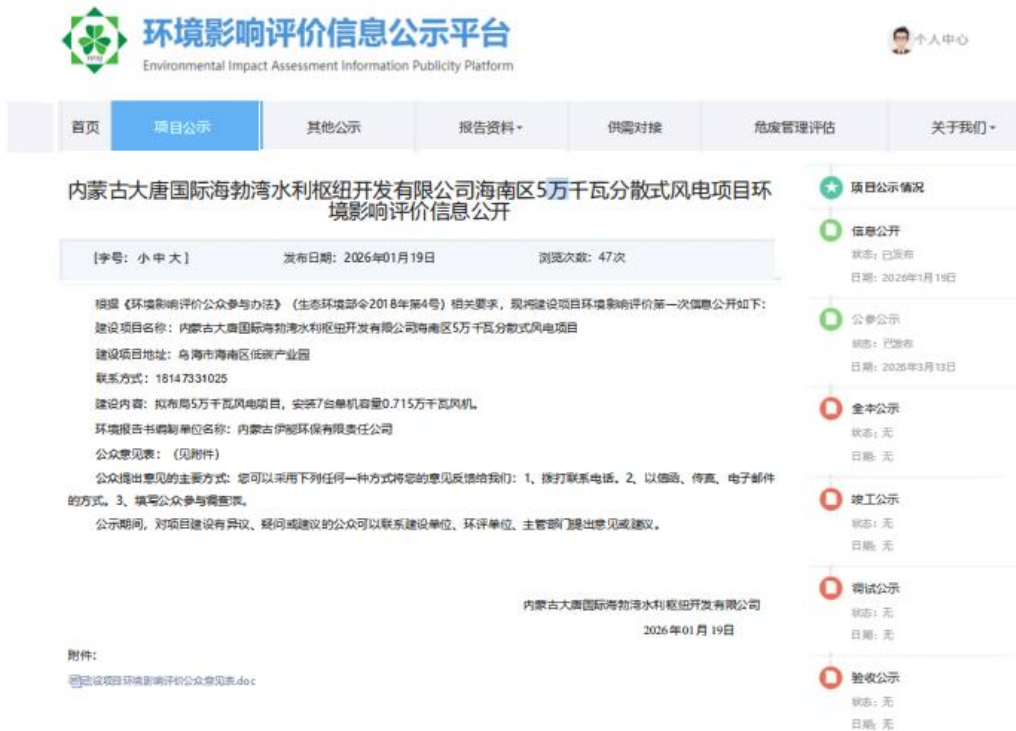 环境影响评价信息公示平台
Environmental Impact Assessment Information Publicity Platform
个人中心
首页
项目公示
其他公示
报告资料
供需对接
危废管理评估
关于我们
内蒙古大唐国际海勃湾水利枢纽开发有限公司海南区5万千瓦分散式风电项目环
境影响评价信息公开
[字号: 小 中 大]
发布日期: 2026年01月19日
浏览次数: 47次
根据《环境影响评价公众参与办法》（生态环境部令2018年第4号）相关要求，现将建设项目环境影响评价第一次信息公开如下：
建设项目名称：内蒙古大唐国际海勃湾水利枢纽开发有限公司海南区5万千瓦分散式风电项目
建设项目地址：乌海市海南区低碳产业园
联系方式：18147331025
建设内容：拟布局5万千瓦风电项目，安装7台单机容量0.715万千瓦风机。
环境报告书编制单位名称：内蒙古伊能环保有限责任公司
公众意见表：（见附件）
公众提出意见的主要方式：您可以采用下列任何一种方式将您的意见反馈给我们：1、拨打联系电话。2、以信函、传真、电子邮件
的方式。3、填写公众参与调查表。
公示期间，对项目建设有异议、疑问或建议的公众可以联系建设单位、环评单位、主管部门提出意见或建议。
内蒙古大唐国际海勃湾水利枢纽开发有限公司
2026年01月19日
附件：
建设项目环境影响评价公众意见表.doc
项目公示情况
信息公开
状态: 已发布
日期: 2026年1月19日
公参公示
状态: 已发布
日期: 2026年3月13日
全本公示
状态: 无
日期: 无
竣工公示
状态: 无
日期: 无
调试公示
状态: 无
日期: 无
验收公示
状态: 无
日期: 无